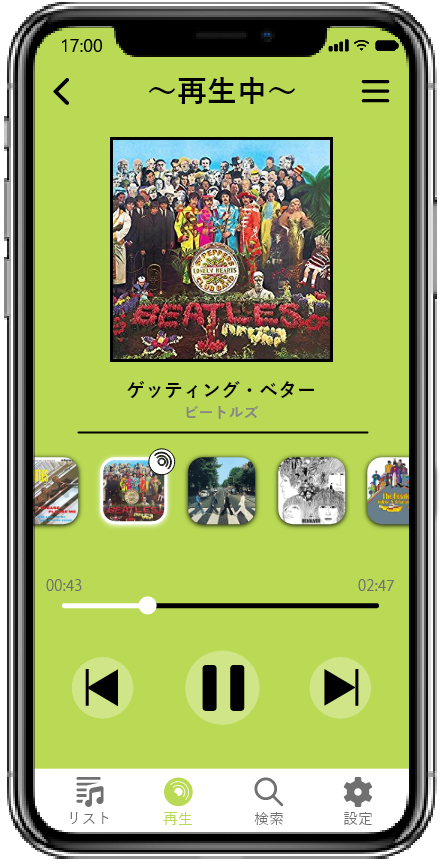 17:00
～再生中～
SGT. PEPPERS
LONELY HEARTS
CLUB BAND
BEATLES
ゲッティング・ベター
ビートルズ
REVOLVER
00:43
02:47
リスト
再生
検索
設定